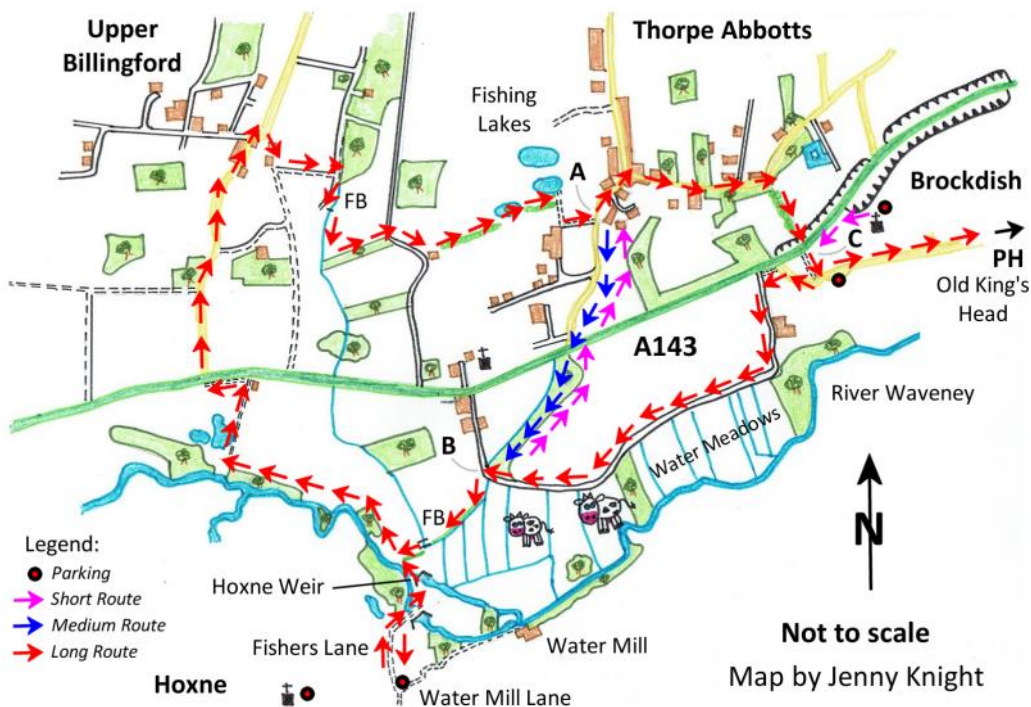 Upper
Billingford
Thorpe Abbotts
Fishing
Lakes
A
FB
Brockdish
C
PH
Old King's
Head
A143
River Waveney
B
Water Meadows
FB
N
Legend:
Parking
Short Route
Medium Route
Long Route
Hoxne Weir
Fishers Lane
Water Mill
Not to scale
Hoxne
Water Mill Lane
Map by Jenny Knight